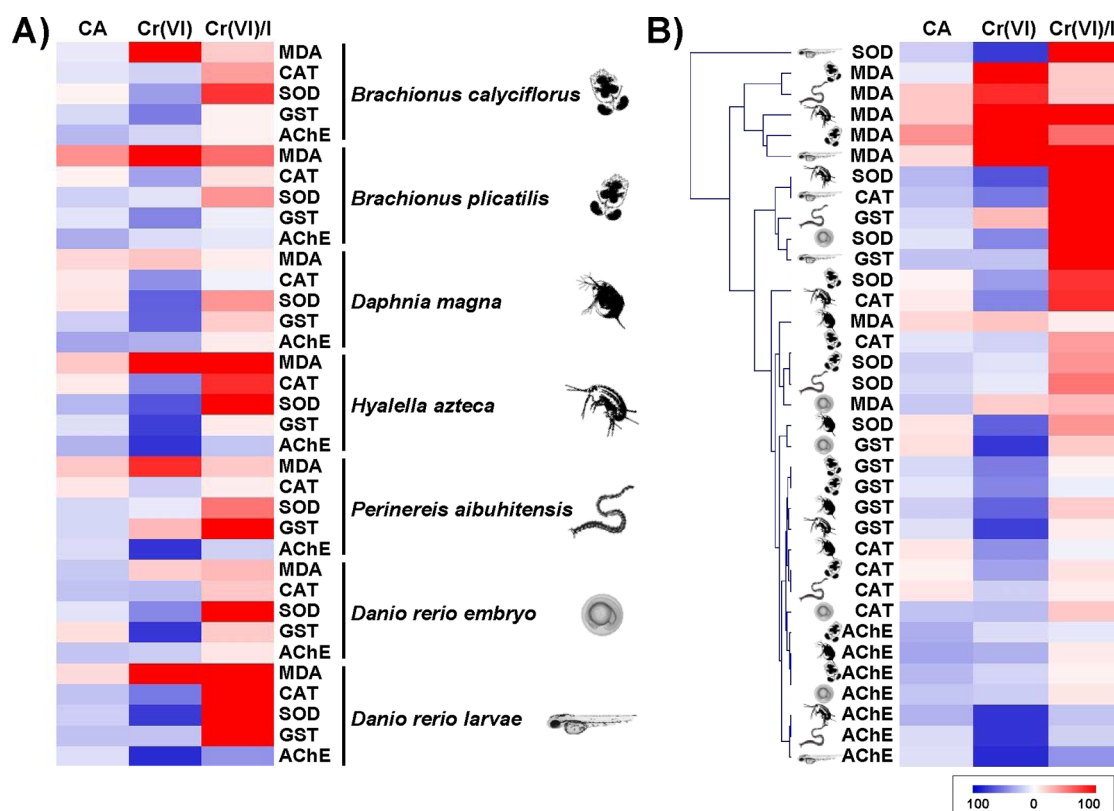 A)
CA Cr(VI) Cr(VI)/I
MDA
CAT
SOD
GST
AChE
Brachionus calyciflorus
MDA
CAT
SOD
GST
AChE
Brachionus plicatilis
MDA
CAT
SOD
GST
AChE
Daphnia magna
MDA
CAT
SOD
GST
AChE
Hyalella azteca
MDA
CAT
SOD
GST
AChE
Perinereis aibuhitensis
MDA
CAT
SOD
GST
AChE
Danio rerio embryo
MDA
CAT
SOD
GST
AChE
Danio rerio larvae
B)
CA Cr(VI) Cr(VI)/I
SOD
MDA
MDA
MDA
MDA
MDA
SOD
CAT
GST
SOD
GST
SOD
CAT
MDA
CAT
SOD
SOD
MDA
SOD
GST
GST
GST
GST
GST
CAT
CAT
CAT
CAT
AChE
AChE
AChE
AChE
AChE
AChE
AChE
100 0 100